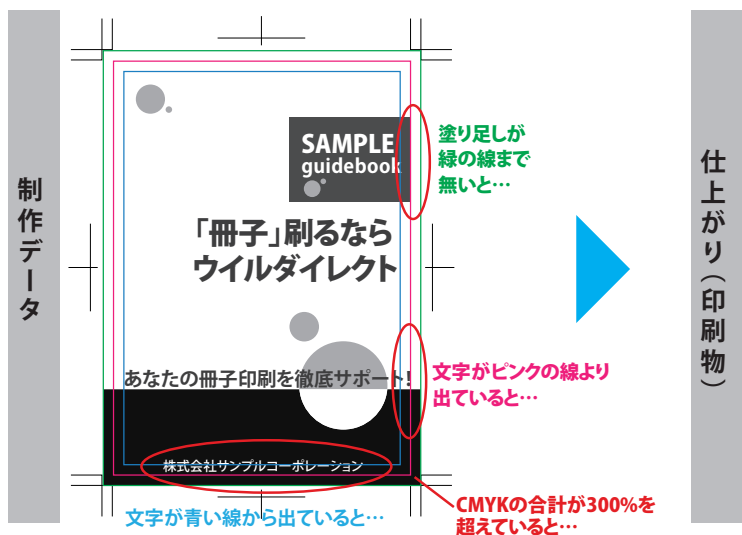 制作データ
SAMPLE
guidebook
「冊子」刷るなら
ウイルダイレクト
あなたの冊子印刷を徹底サポート!
株式会社サンプルコーポレーション
塗り足しが
緑の線まで
無いと…
文字がピンクの線より
出ていると…
文字が青い線から出ていると…
CMYKの合計が300%を
超えていると…
仕上がり(印刷物)